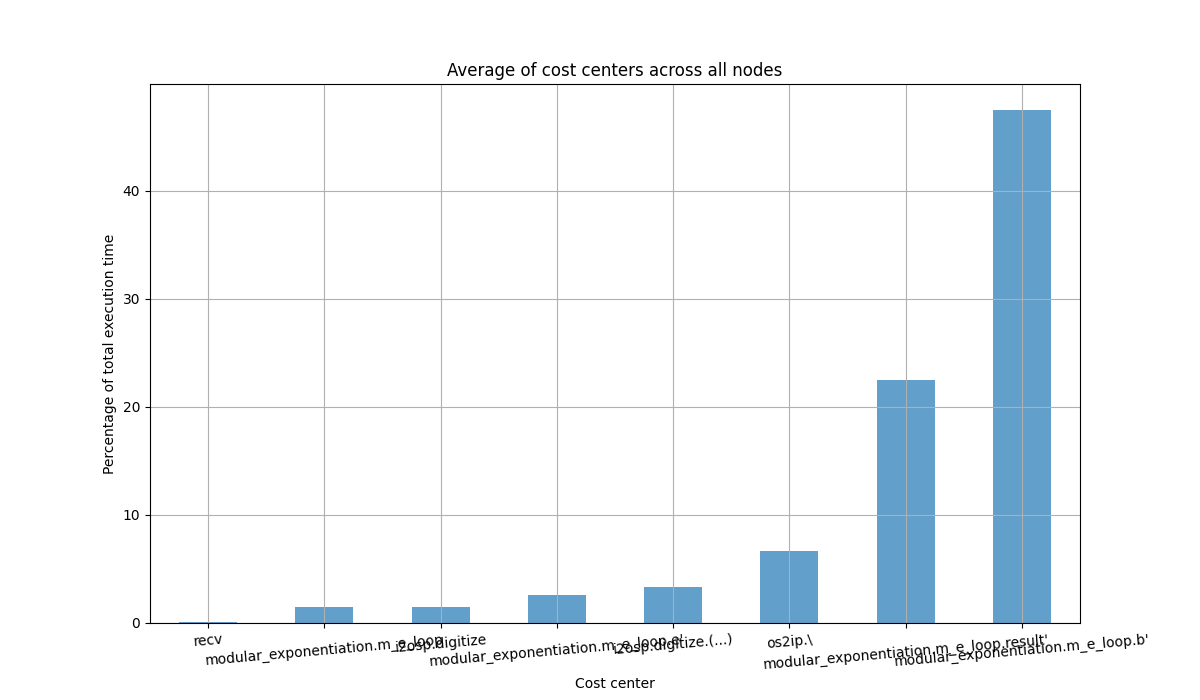 Average of cost centers across all nodes
Percentage of total execution time
40
30
20
10
0
recv
modular_exponentiation.m_e_loop
i2osp.digitize
modular_exponentiation.m_e_loop.e'
i2osp.digitize.(...)
os2ip.\
modular_exponentiation.m_e_loop.result'
modular_exponentiation.m_e_loop.b'
Cost center